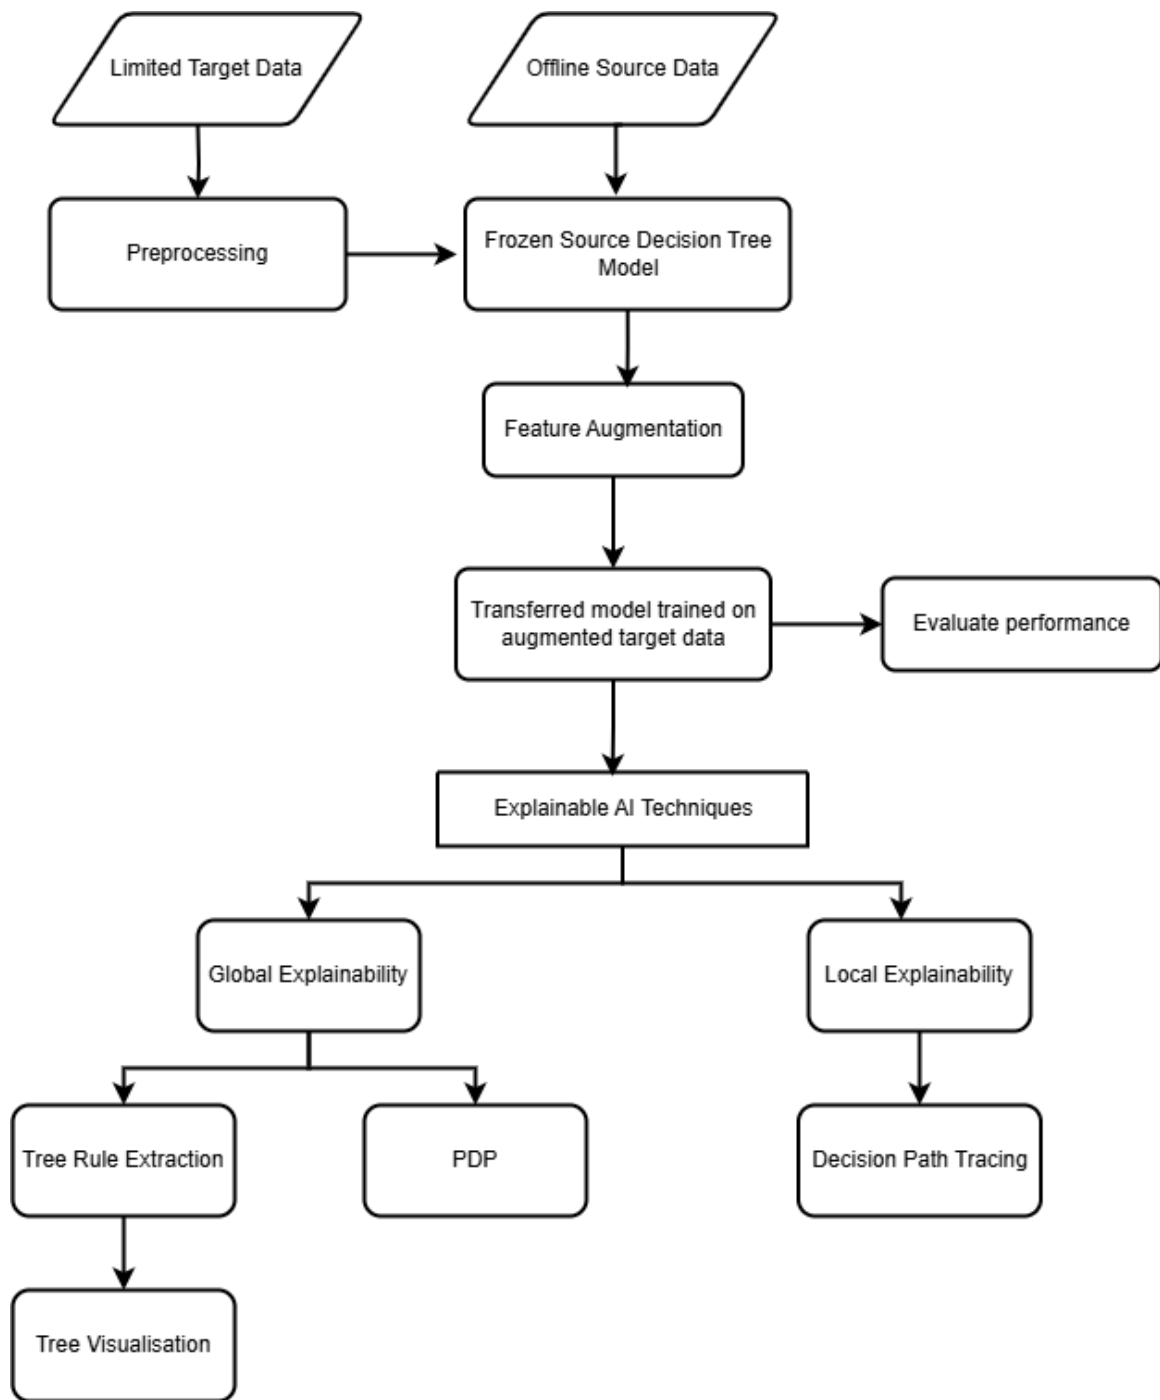 Limited Target Data
Offline Source Data
Preprocessing
Frozen Source Decision Tree
Model
Feature Augmentation
Transferred model trained on
augmented target data
Evaluate performance
Explainable AI Techniques
Global Explainability
Local Explainability
Tree Rule Extraction
PDP
Decision Path Tracing
Tree Visualisation